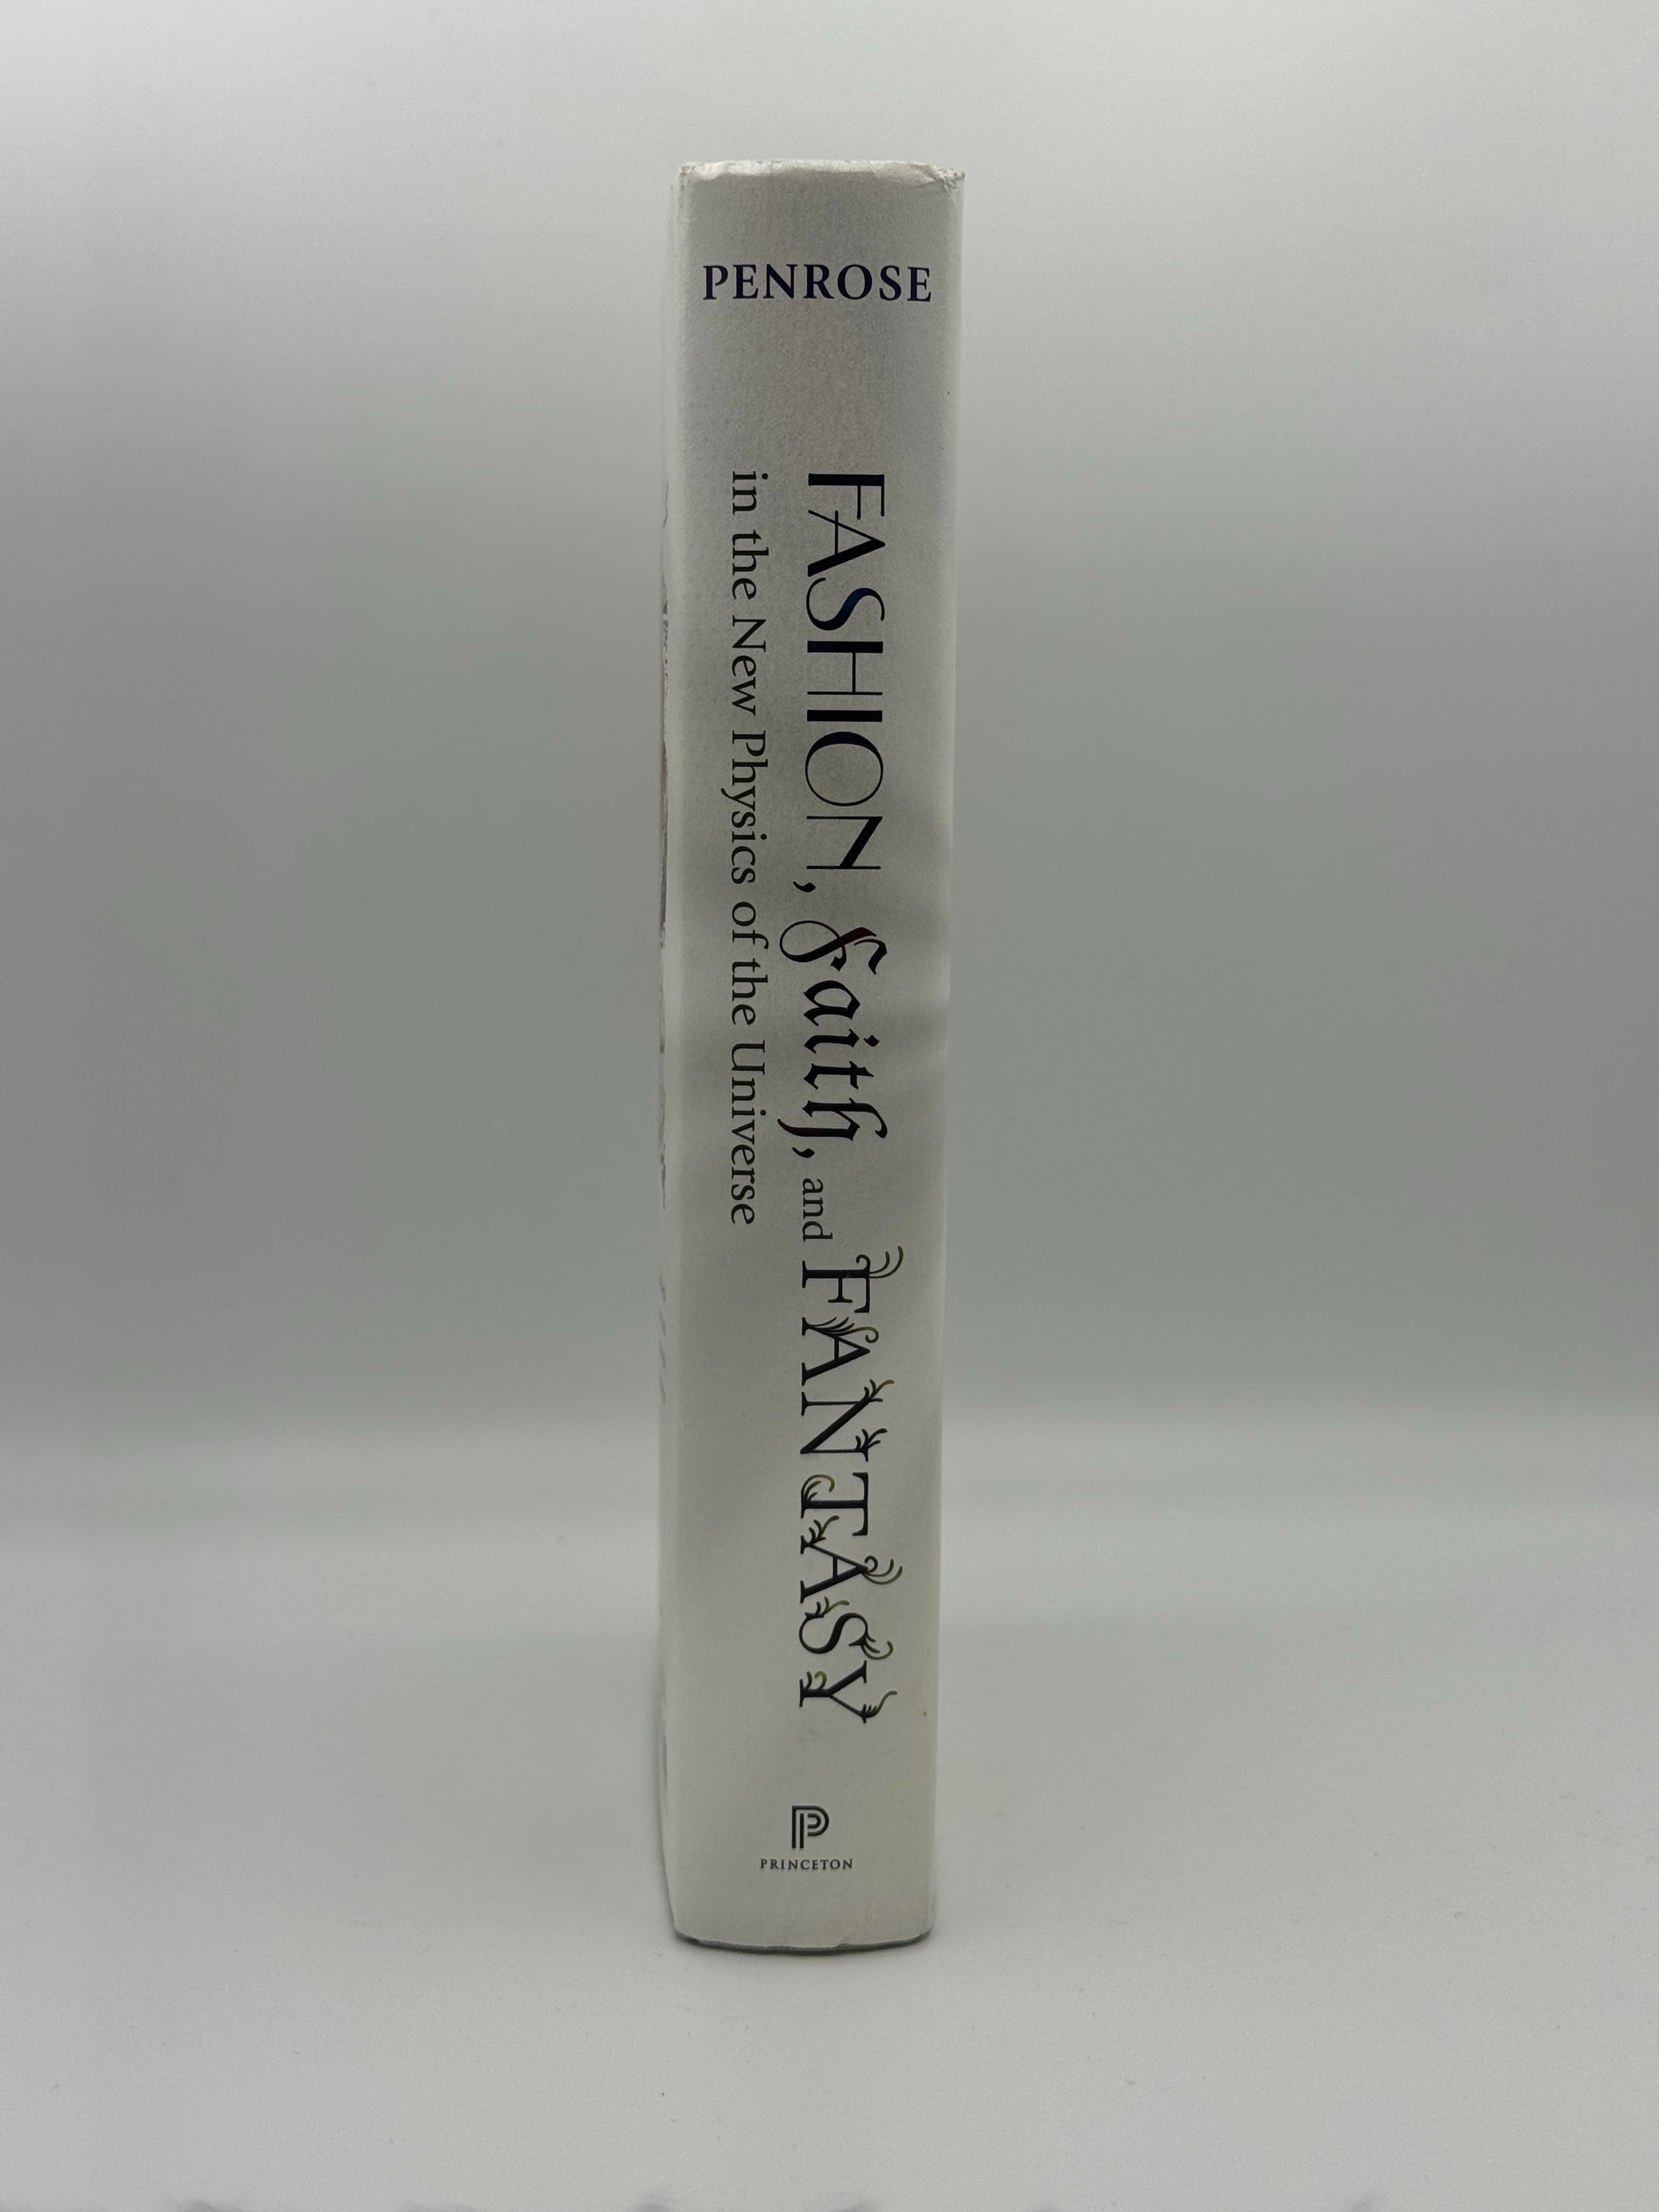 PENROSE
FASHION, Faith, and FANTASY
in the New Physics of the Universe
P
PRINCETON